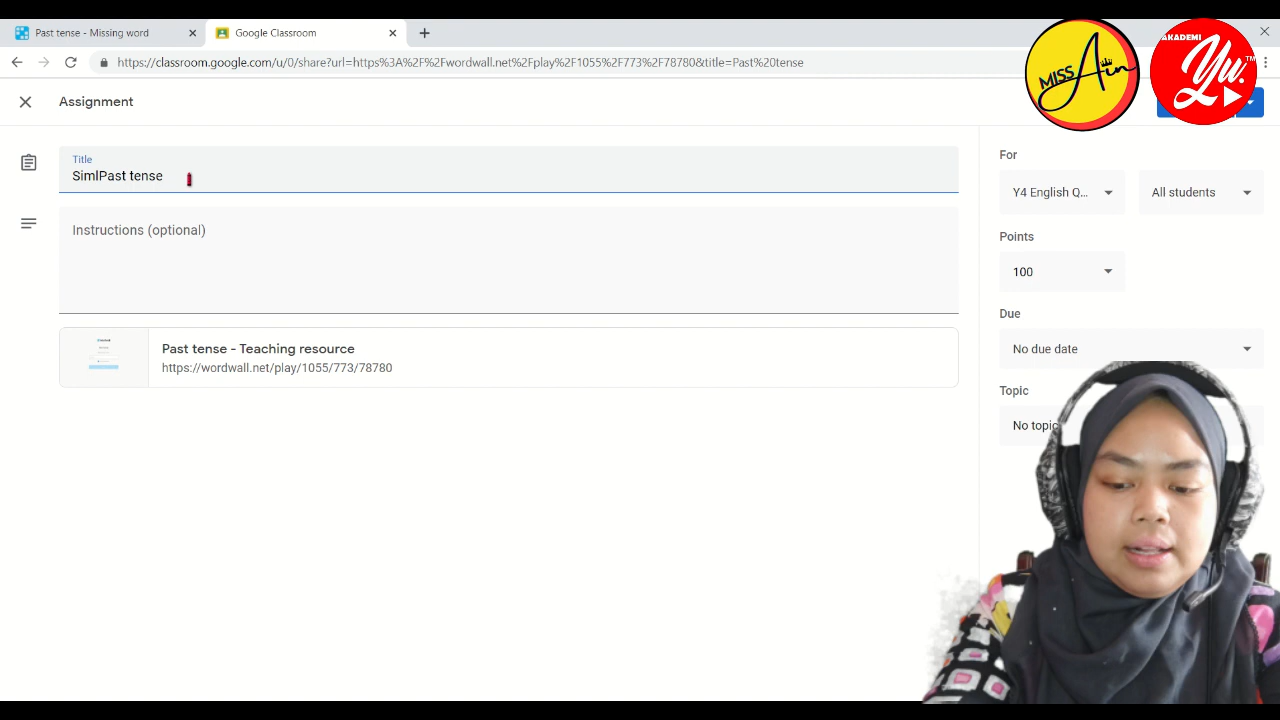 Past tense - Missing word
Google Classroom
https://classroom.google.com/u/0/share?url=https%3A%2F%2Fwordwall.net%2Fplay%2F1055%2F773%2F78780&title=Past%20tense
MISS Ain
AKADEMI
YW.
TM
Assignment
Title
SimlPast tense
Instructions (optional)
Past tense - Teaching resource
https://wordwall.net/play/1055/773/78780
For
Y4 English Q...
All students
Points
100
Due
No due date
Topic
No topic